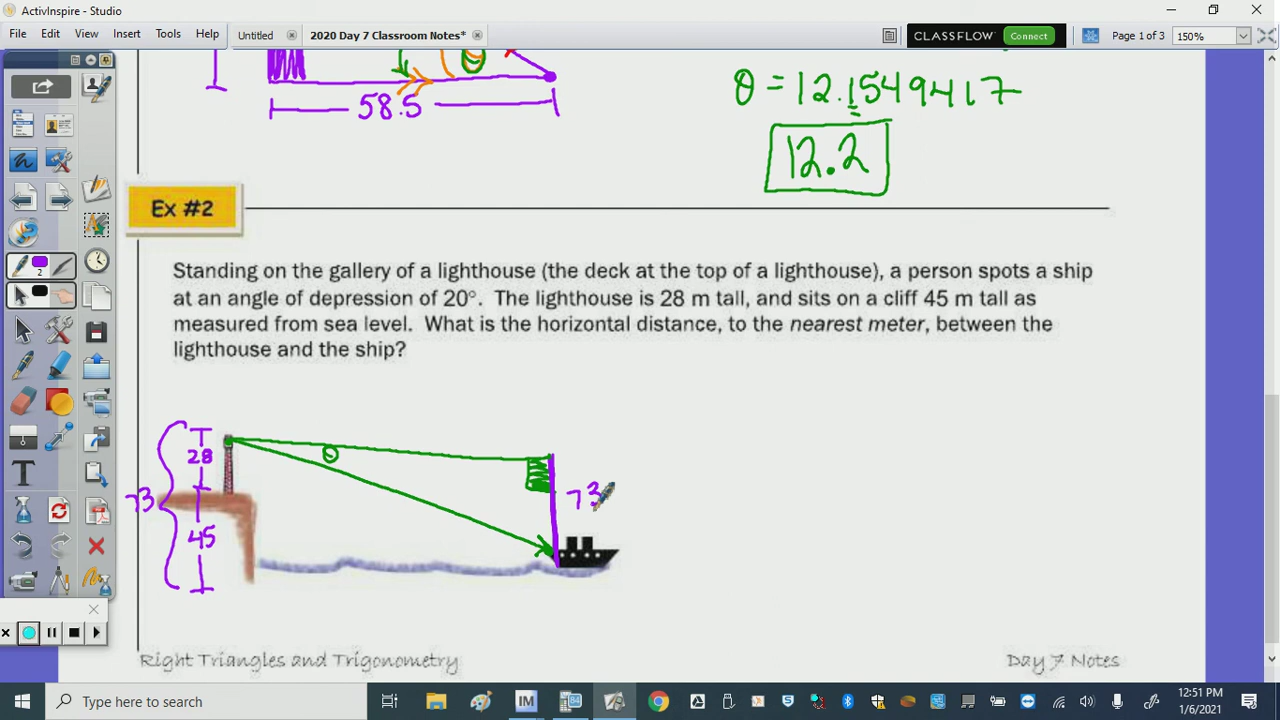 ActivInspire - Studio
File Edit View Insert Tools Help
Untitled
2020 Day 7 Classroom Notes*
CLASSFLOW Connect
Page 1 of 3
150%
θ
58.5
θ = 12.1549417
12.2
Ex #2
Standing on the gallery of a lighthouse (the deck at the top of a lighthouse), a person spots a ship
at an angle of depression of 20°. The lighthouse is 28 m tall, and sits on a cliff 45 m tall as
measured from sea level. What is the horizontal distance, to the nearest meter, between the
lighthouse and the ship?
28
θ
73
73
45
2
T
Right Triangles and Trigonometry
Day 7 Notes
Type here to search
IM
12:51 PM
1/6/2021